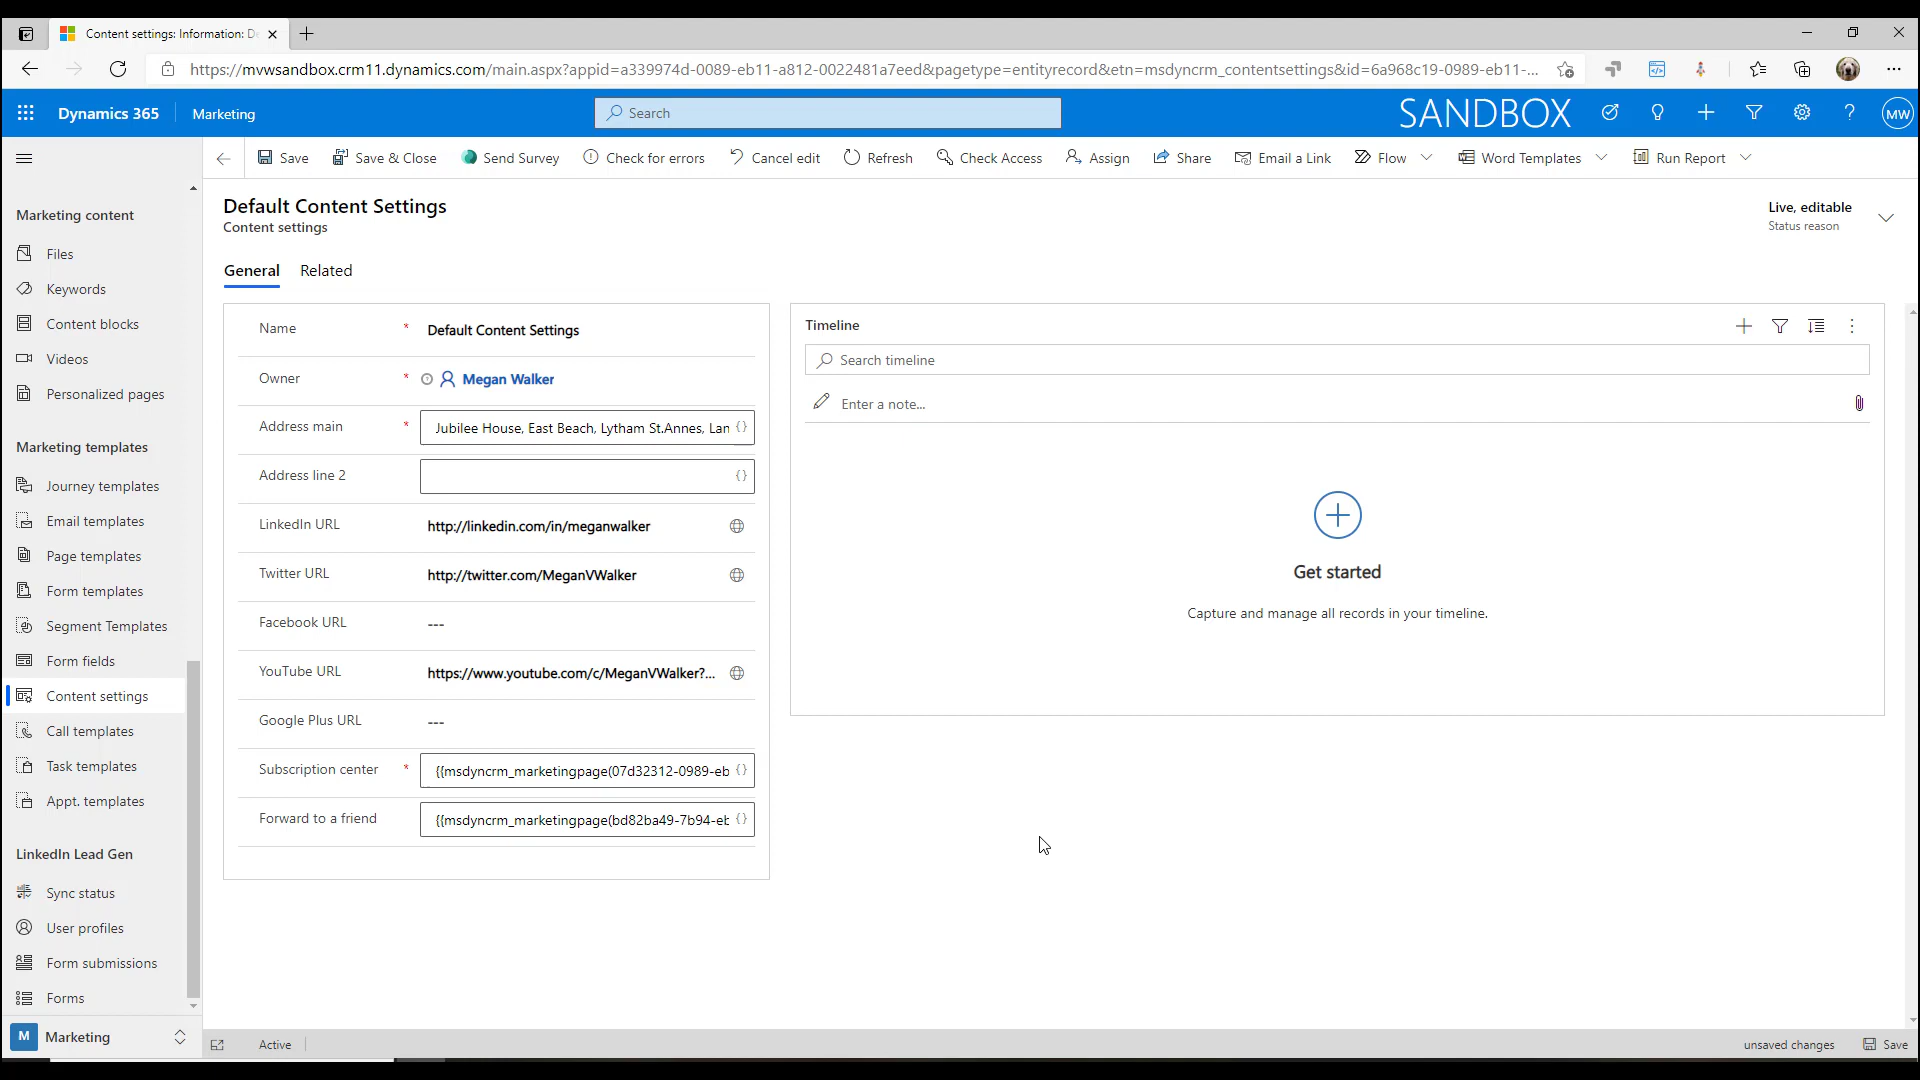 Content settings: Information: De
https://mvwsandbox.crm11.dynamics.com/main.aspx?appid=a339974d-0089-eb11-a812-0022481a7eed&pagetype=entityrecord&etn=msdyncrm_contentsettings&id=6a968c19-0989-eb11-...
Dynamics 365 Marketing Search SANDBOX MW
Save Save & Close Send Survey Check for errors Cancel edit Refresh Check Access Assign Share Email a Link Flow Word Templates Run Report
Marketing content
Files
Keywords
Content blocks
Videos
Personalized pages
Marketing templates
Journey templates
Email templates
Page templates
Form templates
Segment Templates
Form fields
Content settings
Call templates
Task templates
Appt. templates
LinkedIn Lead Gen
Sync status
User profiles
Form submissions
Forms
M Marketing
Default Content Settings
Content settings
Live, editable
Status reason
General Related
Name * Default Content Settings
Owner * Megan Walker
Address main * Jubilee House, East Beach, Lytham St.Annes, Lan {}
Address line 2 {}
LinkedIn URL http://linkedin.com/in/meganwalker
Twitter URL http://twitter.com/MeganVWalker
Facebook URL ---
YouTube URL https://www.youtube.com/c/MeganVWalker?...
Google Plus URL ---
Subscription center * {{msdyncrm_marketingpage(07d32312-0989-eb {}
Forward to a friend {{msdyncrm_marketingpage(bd82ba49-7b94-eb {}
Timeline
Search timeline
Enter a note...
Get started
Capture and manage all records in your timeline.
Active
unsaved changes Save